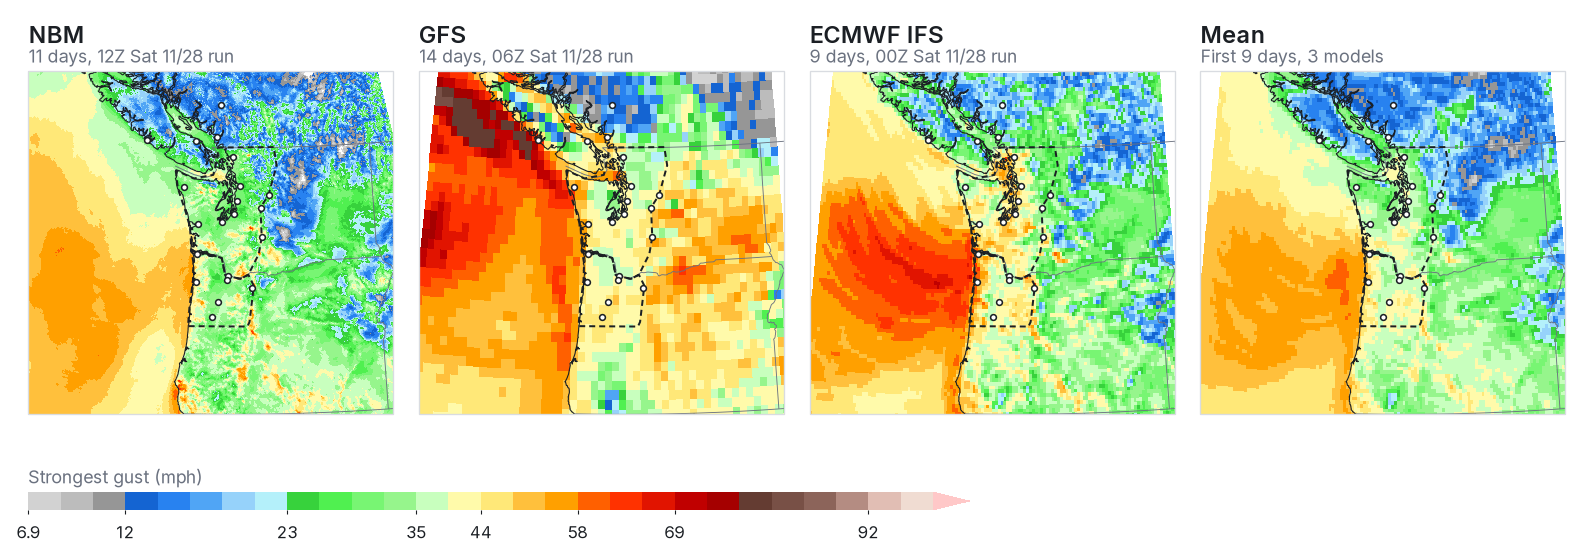 NBM
11 days, 12Z Sat 11/28 run
GFS
14 days, 06Z Sat 11/28 run
ECMWF IFS
9 days, 00Z Sat 11/28 run
Mean
First 9 days, 3 models
Strongest gust (mph)
6.9 12 23 35 44 58 69 92